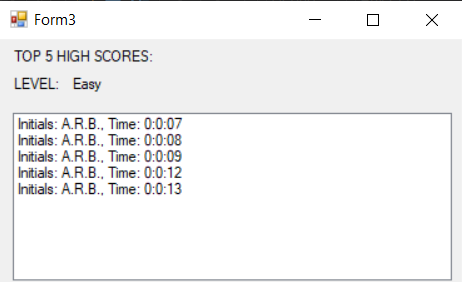 Form3
TOP 5 HIGH SCORES:
LEVEL: Easy
Initials: A.R.B., Time: 0:0:07
Initials: A.R.B., Time: 0:0:08
Initials: A.R.B., Time: 0:0:09
Initials: A.R.B., Time: 0:0:12
Initials: A.R.B., Time: 0:0:13